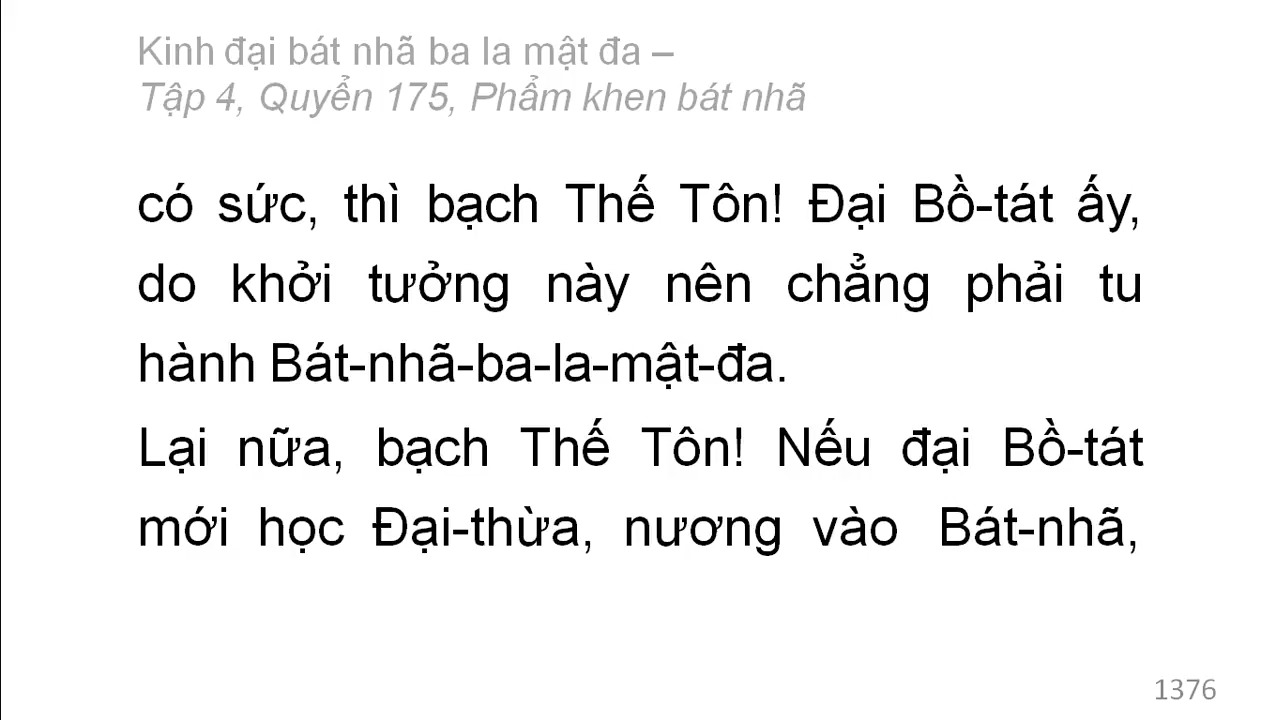 Kinh đại bát nhã ba la mật đa –
Tập 4, Quyển 175, Phẩm khen bát nhã
có sức, thì bạch Thế Tôn! Đại Bồ-tát ấy,
do khởi tưởng này nên chẳng phải tu
hành Bát-nhã-ba-la-mật-đa.
Lại nữa, bạch Thế Tôn! Nếu đại Bồ-tát
mới học Đại-thừa, nương vào Bát-nhã,
1376